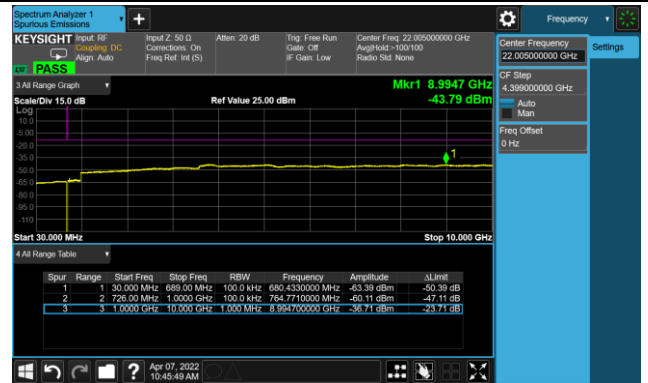 Spectrum Analyzer 1
Spurious Emissions
Frequency
KEYSIGHT Input: RF Input Z: 50 Ω Atten: 20 dB Trig: Free Run Center Freq: 22.005000000 GHz
Coupling: DC Corrections: On Gate: Off Avg|Hold:>100/100
Align: Auto Freq Ref: Int (S) IF Gain: Low Radio Std: None
PASS
Center Frequency
22.005000000 GHz
Settings
CF Step
4.399000000 GHz
Auto
Man
Freq Offset
0 Hz
3 All Range Graph
Mkr1 8.9947 GHz
Scale/Div 15.0 dB Ref Value 25.00 dBm -43.79 dBm
Log
10.0
-5.00
-20.0
-35.0
-50.0
-65.0
-80.0
-95.0
-110
1
Start 30.000 MHz Stop 10.000 GHz
4 All Range Table
Spur Range Start Freq Stop Freq RBW Frequency Amplitude ΔLimit
1 1 30.000 MHz 689.00 MHz 100.0 kHz 680.4330000 MHz -63.39 dBm -50.39 dB
2 2 726.00 MHz 1.0000 GHz 100.0 kHz 764.7710000 MHz -60.11 dBm -47.11 dB
3 3 1.0000 GHz 10.000 GHz 1.000 MHz 8.994700000 GHz -36.71 dBm -23.71 dB
? Apr 07, 2022
10:45:49 AM